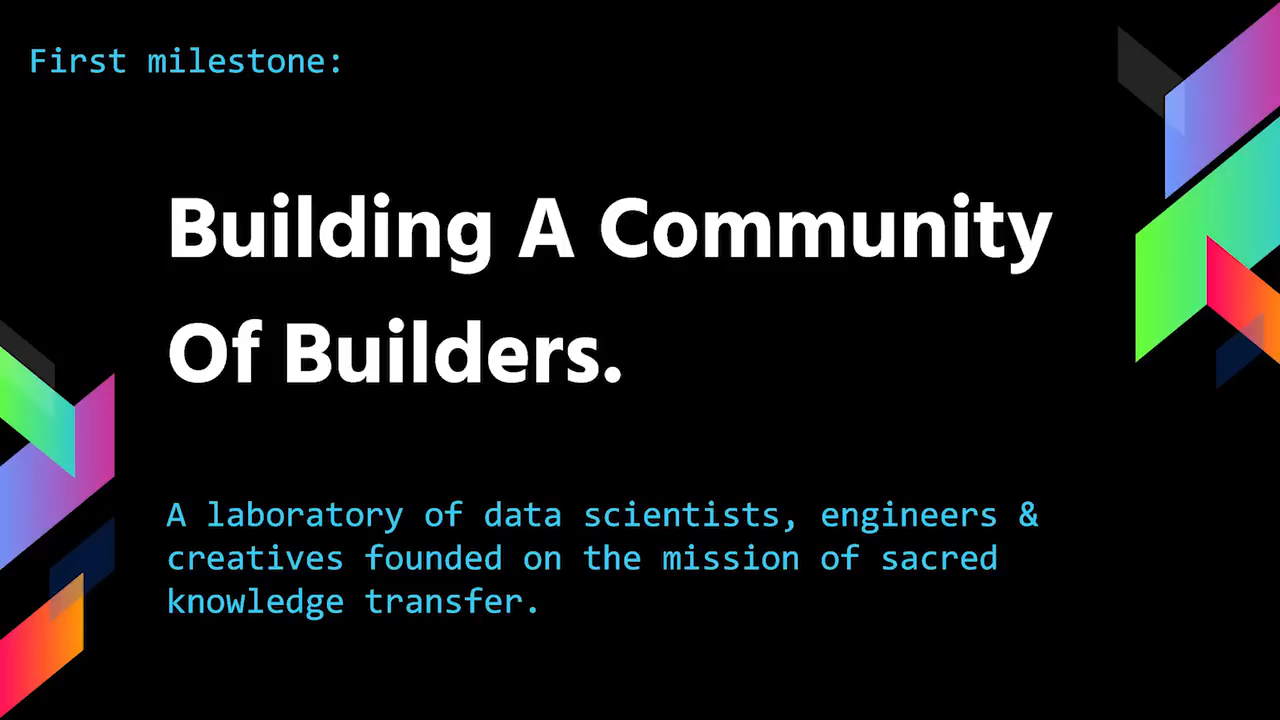 First milestone:
Building A Community
Of Builders.
A laboratory of data scientists, engineers &
creatives founded on the mission of sacred
knowledge transfer.